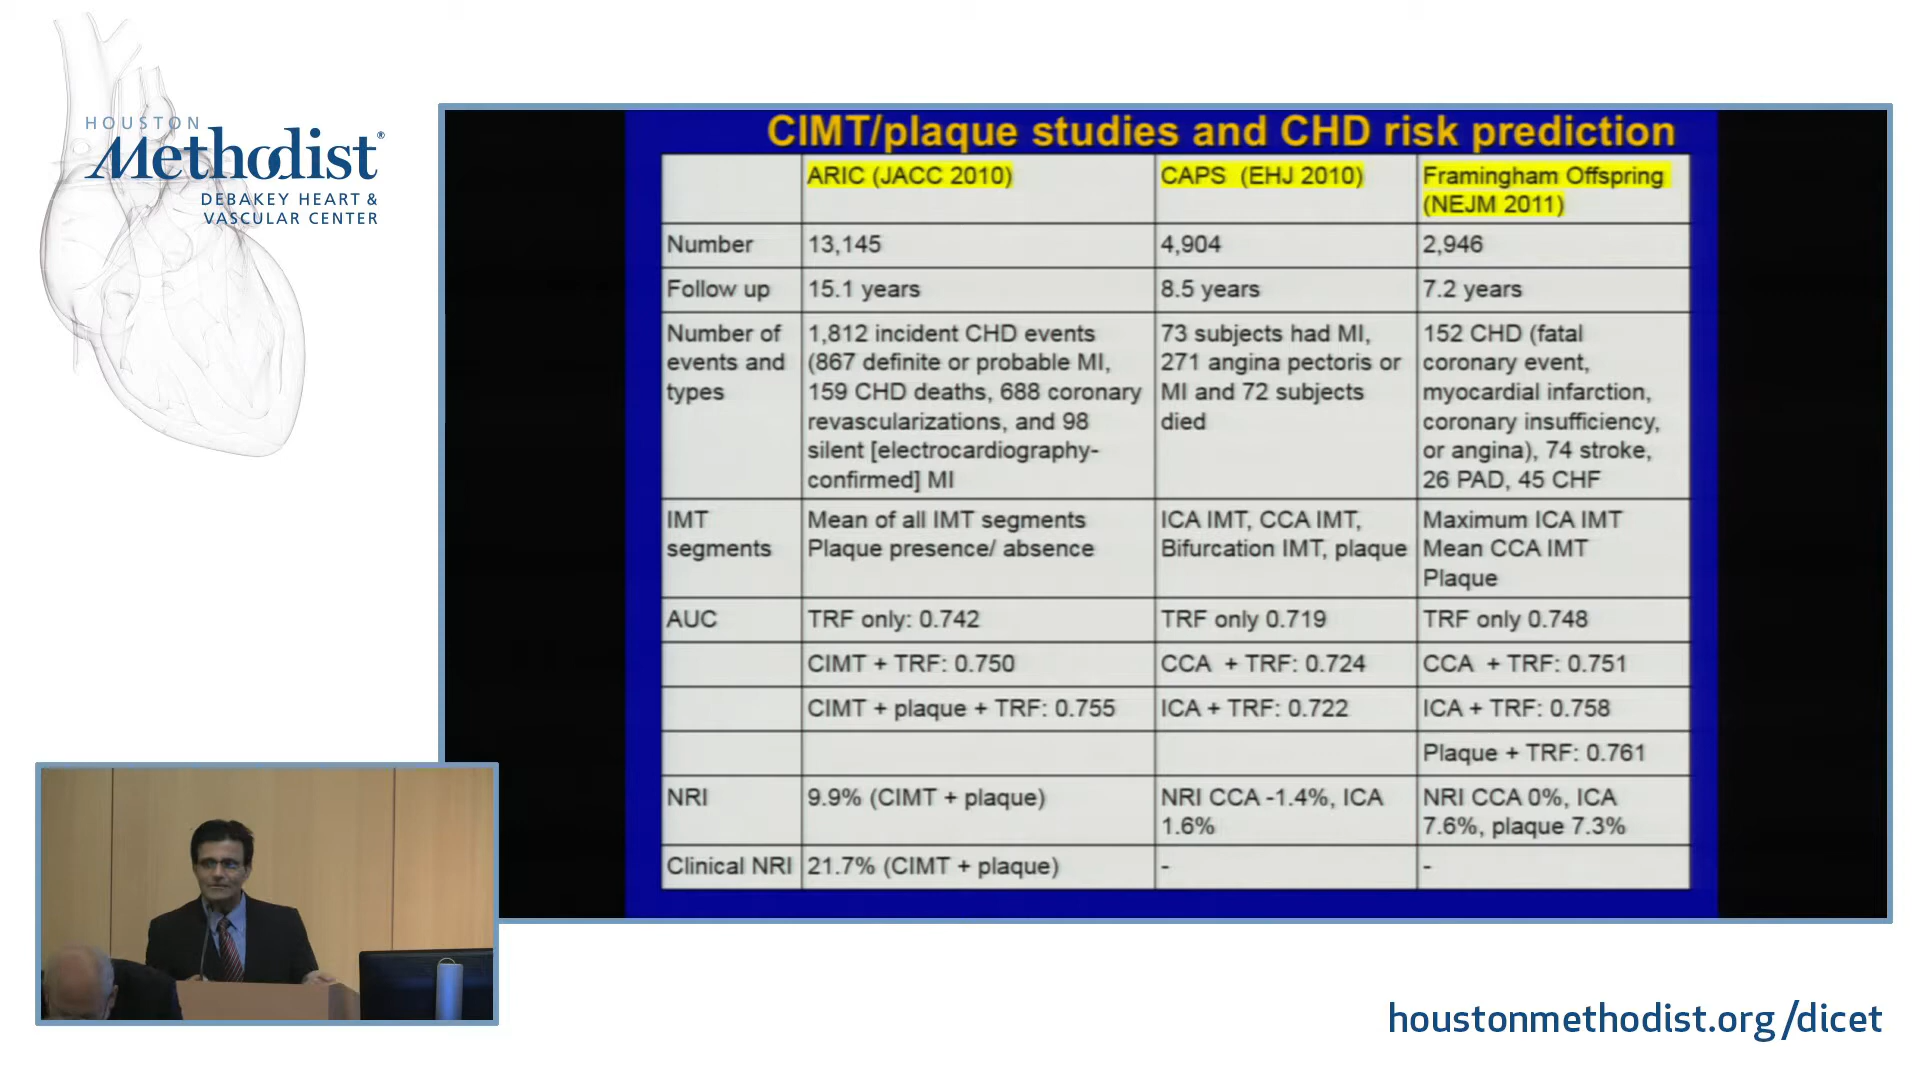 HOUSTON
Methodist®
DEBAKEY HEART &
VASCULAR CENTER
CIMT/plaque studies and CHD risk prediction
ARIC (JACC 2010)
CAPS (EHJ 2010)
Framingham Offspring
(NEJM 2011)
Number
13,145
4,904
2,946
Follow up
15.1 years
8.5 years
7.2 years
Number of
events and
types
1,812 incident CHD events
(867 definite or probable MI,
159 CHD deaths, 688 coronary
revascularizations, and 98
silent [electrocardiography-
confirmed] MI
73 subjects had MI,
271 angina pectoris or
MI and 72 subjects
died
152 CHD (fatal
coronary event,
myocardial infarction,
coronary insufficiency,
or angina), 74 stroke,
26 PAD, 45 CHF
IMT
segments
Mean of all IMT segments
Plaque presence/ absence
ICA IMT, CCA IMT,
Bifurcation IMT, plaque
Maximum ICA IMT
Mean CCA IMT
Plaque
AUC
TRF only: 0.742
TRF only 0.719
TRF only 0.748
CIMT + TRF: 0.750
CCA + TRF: 0.724
CCA + TRF: 0.751
CIMT + plaque + TRF: 0.755
ICA + TRF: 0.722
ICA + TRF: 0.758
Plaque + TRF: 0.761
NRI
9.9% (CIMT + plaque)
NRI CCA -1.4%, ICA
1.6%
NRI CCA 0%, ICA
7.6%, plaque 7.3%
Clinical NRI
21.7% (CIMT + plaque)
-
-
houstonmethodist.org/dicet